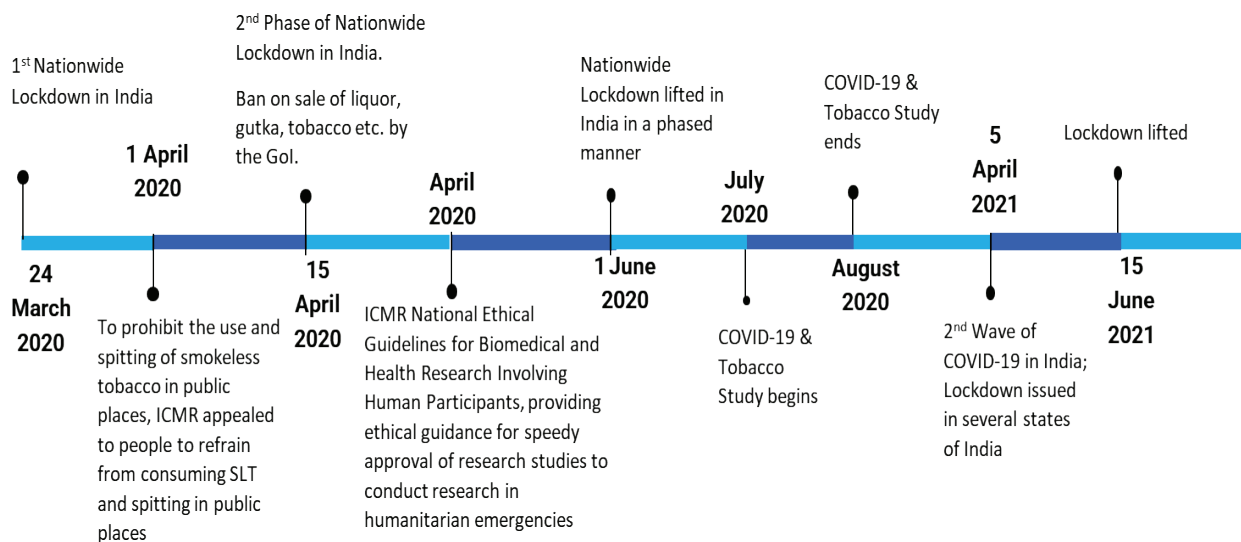 1st Nationwide
Lockdown in India
24
March
2020
1 April
2020
To prohibit the use and
spitting of smokeless
tobacco in public
places, ICMR appealed
to people to refrain
from consuming SLT
and spitting in public
places
2nd Phase of Nationwide
Lockdown in India.
Ban on sale of liquor,
gutka, tobacco etc. by
the GoI.
15
April
2020
April
2020
ICMR National Ethical
Guidelines for Biomedical and
Health Research Involving
Human Participants, providing
ethical guidance for speedy
approval of research studies to
conduct research in
humanitarian emergencies
Nationwide
Lockdown lifted in
India in a phased
manner
1 June
2020
July
2020
COVID-19 &
Tobacco
Study begins
COVID-19 &
Tobacco Study
ends
August
2020
5
April
2021
2nd Wave of
COVID-19 in India;
Lockdown issued
in several states
of India
Lockdown lifted
15
June
2021